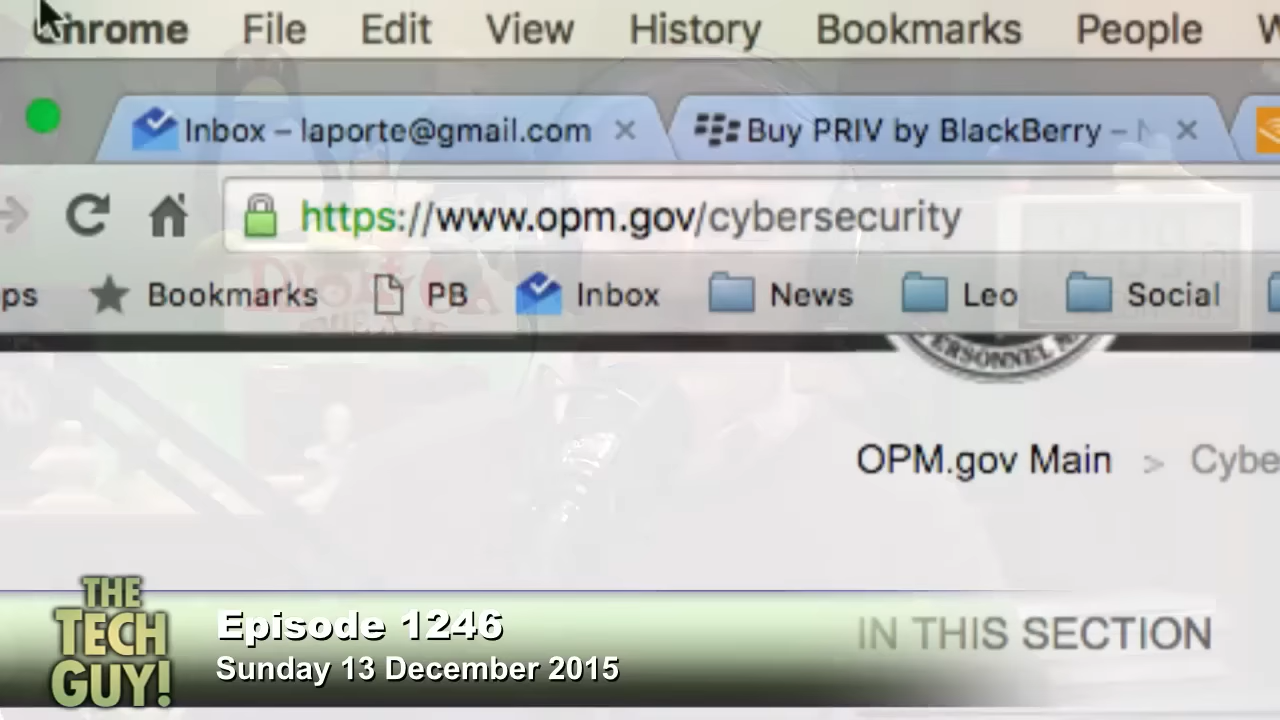 Chrome File Edit View History Bookmarks People W
Inbox – laporte@gmail.com Buy PRIV by BlackBerry –
https://www.opm.gov/cybersecurity
ps Bookmarks PB Inbox News Leo Social
ERSONNEL M
OPM.gov Main > Cybe
IN THIS SECTION
THE
TECH
GUY!
Episode 1246
Sunday 13 December 2015